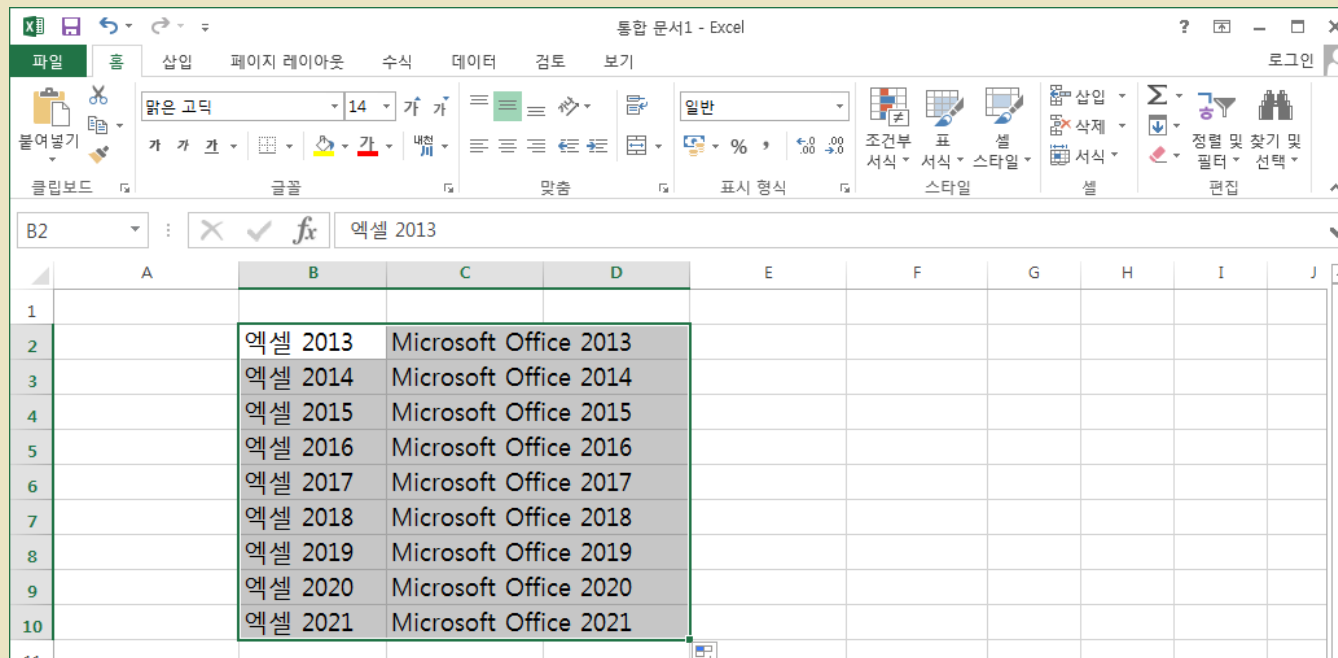 통합 문서1 - Excel
파일 홈 삽입 페이지 레이아웃 수식 데이터 검토 보기 로그인
붙여넣기
맑은 고딕 14 가 가
가 가 가 가 내천
일반
% , .0 .00 .00 .0
조건부 서식
표 서식
셀 스타일
삽입
삭제
서식
정렬 및 필터
찾기 및 선택
클립보드 글꼴 맞춤 표시 형식 스타일 셀 편집
B2 fx 엑셀 2013
A B C D E F G H I J
1
2 엑셀 2013 Microsoft Office 2013
3 엑셀 2014 Microsoft Office 2014
4 엑셀 2015 Microsoft Office 2015
5 엑셀 2016 Microsoft Office 2016
6 엑셀 2017 Microsoft Office 2017
7 엑셀 2018 Microsoft Office 2018
8 엑셀 2019 Microsoft Office 2019
9 엑셀 2020 Microsoft Office 2020
10 엑셀 2021 Microsoft Office 2021